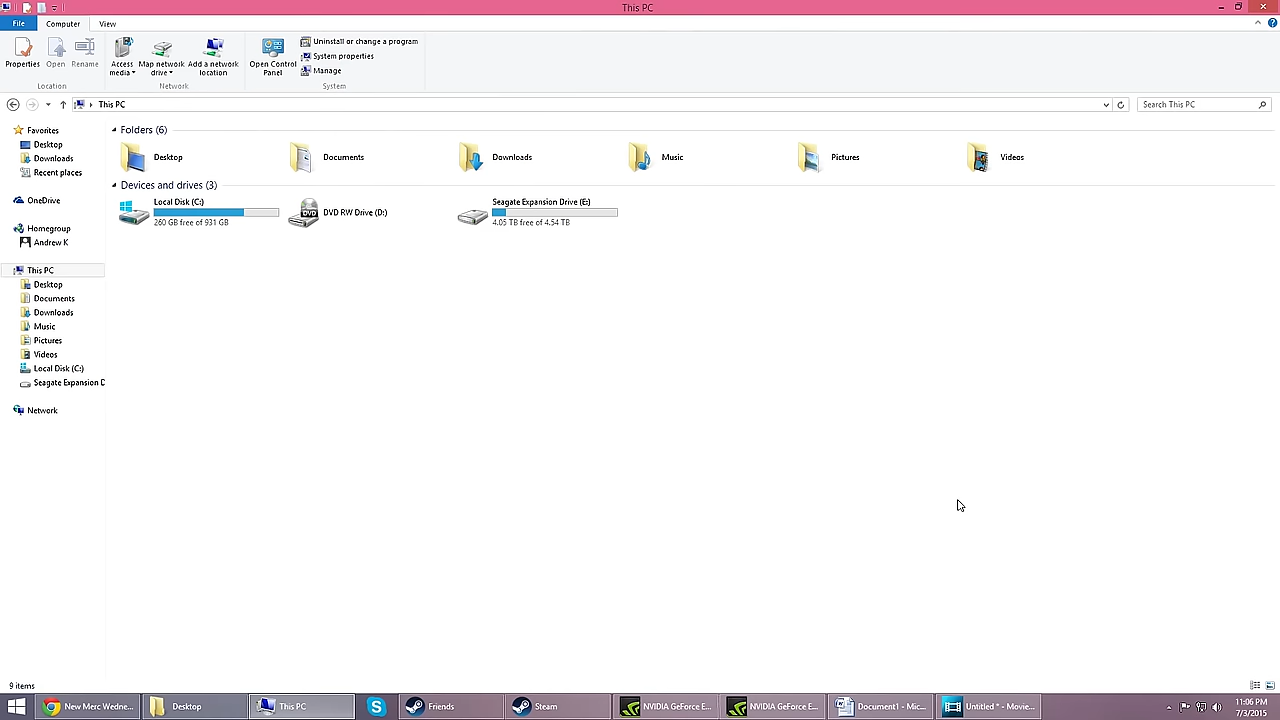 This PC
File Computer View
Uninstall or change a program
System properties
Manage
Properties Open Rename Access media Map network drive Add a network location Open Control Panel
Location Network System
This PC Search This PC
Favorites
Desktop
Downloads
Recent places
OneDrive
Homegroup
Andrew K
This PC
Desktop
Documents
Downloads
Music
Pictures
Videos
Local Disk (C:)
Seagate Expansion D
Network
Folders (6)
Desktop Documents Downloads Music Pictures Videos
Devices and drives (3)
Local Disk (C:)
260 GB free of 931 GB
DVD RW Drive (D:)
Seagate Expansion Drive (E:)
4.05 TB free of 4.54 TB
9 items
New Merc Wedne... Desktop This PC Friends Steam NVIDIA GeForce E... NVIDIA GeForce E... Document1 - Mic... Untitled * - Movie...
11:06 PM
7/3/2015